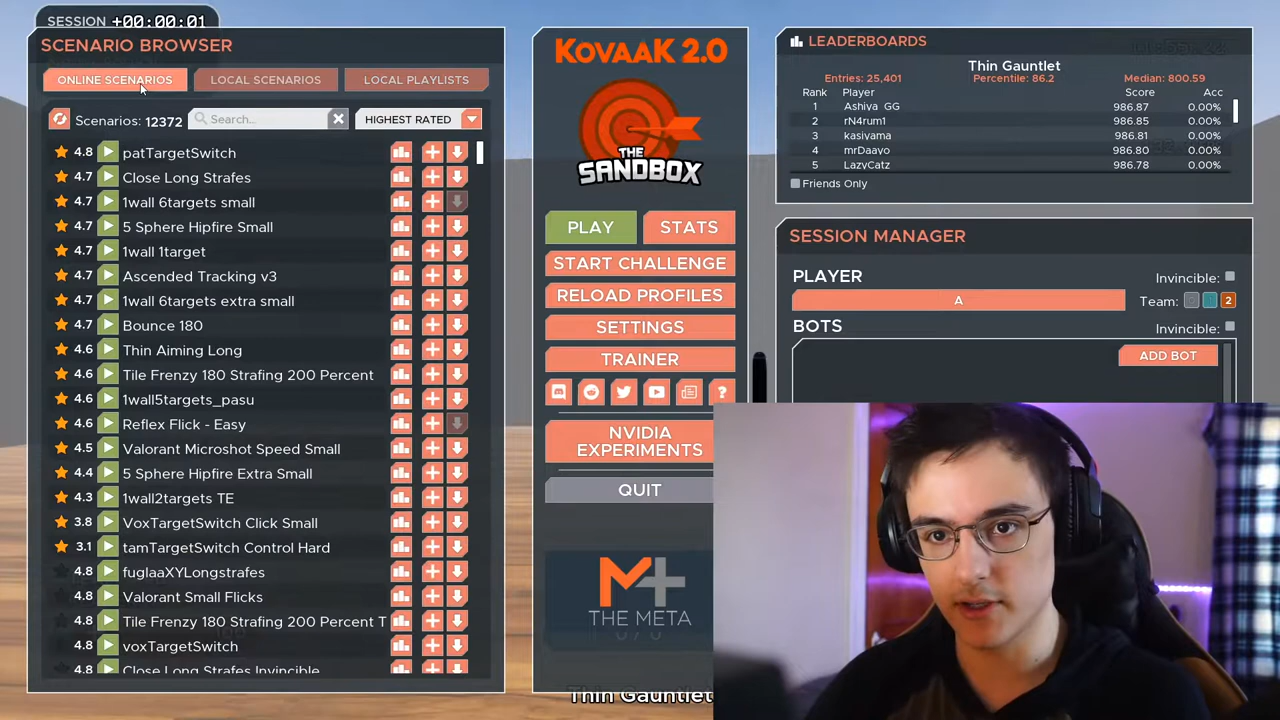 SESSION +00:00:01
SCENARIO BROWSER
ONLINE SCENARIOS LOCAL SCENARIOS LOCAL PLAYLISTS
Scenarios: 12372 Search... HIGHEST RATED
4.8 patTargetSwitch
4.7 Close Long Strafes
4.7 1wall 6targets small
4.7 5 Sphere Hipfire Small
4.7 1wall 1target
4.7 Ascended Tracking v3
4.7 1wall 6targets extra small
4.7 Bounce 180
4.6 Thin Aiming Long
4.6 Tile Frenzy 180 Strafing 200 Percent
4.6 1wall5targets_pasu
4.6 Reflex Flick - Easy
4.5 Valorant Microshot Speed Small
4.4 5 Sphere Hipfire Extra Small
4.3 1wall2targets TE
3.8 VoxTargetSwitch Click Small
3.1 tamTargetSwitch Control Hard
4.8 fuglaaXYLongstrafes
4.8 Valorant Small Flicks
4.8 Tile Frenzy 180 Strafing 200 Percent T
4.8 voxTargetSwitch
4.8 Close Long Strafes Invincible
KOVAAK 2.0
THE
SANDBOX
PLAY STATS
START CHALLENGE
RELOAD PROFILES
SETTINGS
TRAINER
?
NVIDIA
EXPERIMENTS
QUIT
M+
THE META
Thin Gauntlet
LEADERBOARDS
Thin Gauntlet
Entries: 25,401 Percentile: 86.2 Median: 800.59
Rank Player Score Acc
1 Ashiya GG 986.87 0.00%
2 rN4rum1 986.85 0.00%
3 kasiyama 986.81 0.00%
4 mrDaayo 986.80 0.00%
5 LazyCatz 986.78 0.00%
Friends Only
SESSION MANAGER
PLAYER Invincible:
A Team: 2
BOTS Invincible:
ADD BOT